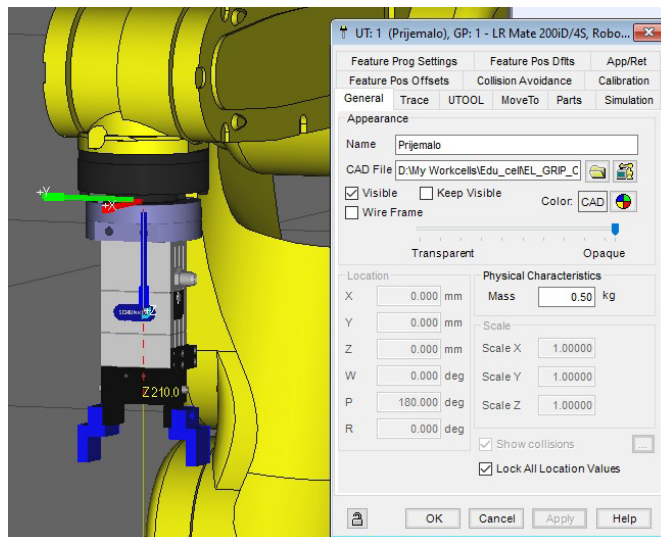 UT: 1 (Prijemalo), GP: 1 - LR Mate 200iD/4S, Robo...
Feature Prog Settings Feature Pos Dflts App/Ret
Feature Pos Offsets Collision Avoidance Calibration
General Trace UTOOL MoveTo Parts Simulation
Appearance
Name Prijemalo
CAD File D:\My Workcells\Edu_cell\EL_GRIP_C
Visible Keep Visible Color: CAD
Wire Frame
Transparent Opaque
Location
X 0.000 mm
Y 0.000 mm
Z 0.000 mm
W 0.000 deg
P 180.000 deg
R 0.000 deg
Physical Characteristics
Mass 0.50 kg
Scale
Scale X 1.00000
Scale Y 1.00000
Scale Z 1.00000
Show collisions ...
Lock All Location Values
OK Cancel Apply Help
+Y
+X
Z 210.0